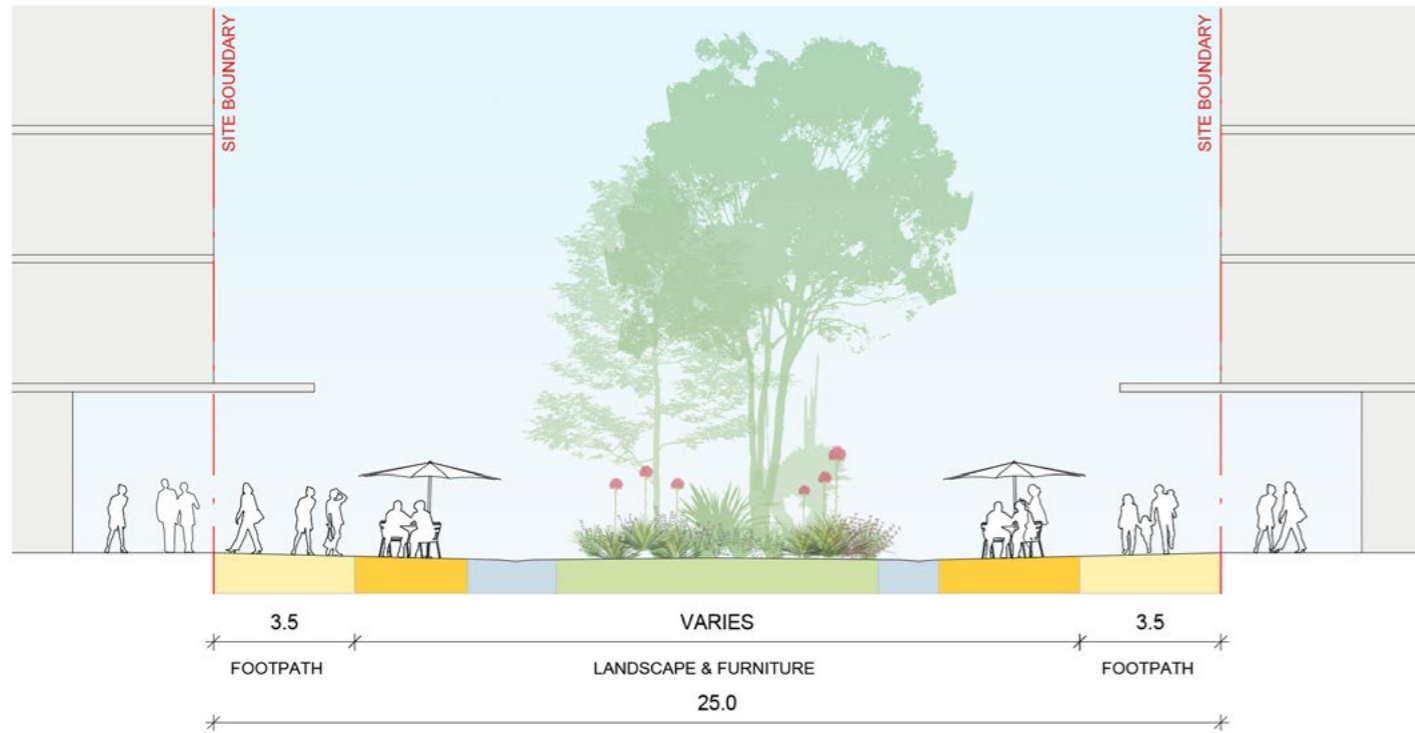 SITE BOUNDARY
SITE BOUNDARY
3.5
VARIES
3.5
FOOTPATH
LANDSCAPE & FURNITURE
FOOTPATH
25.0